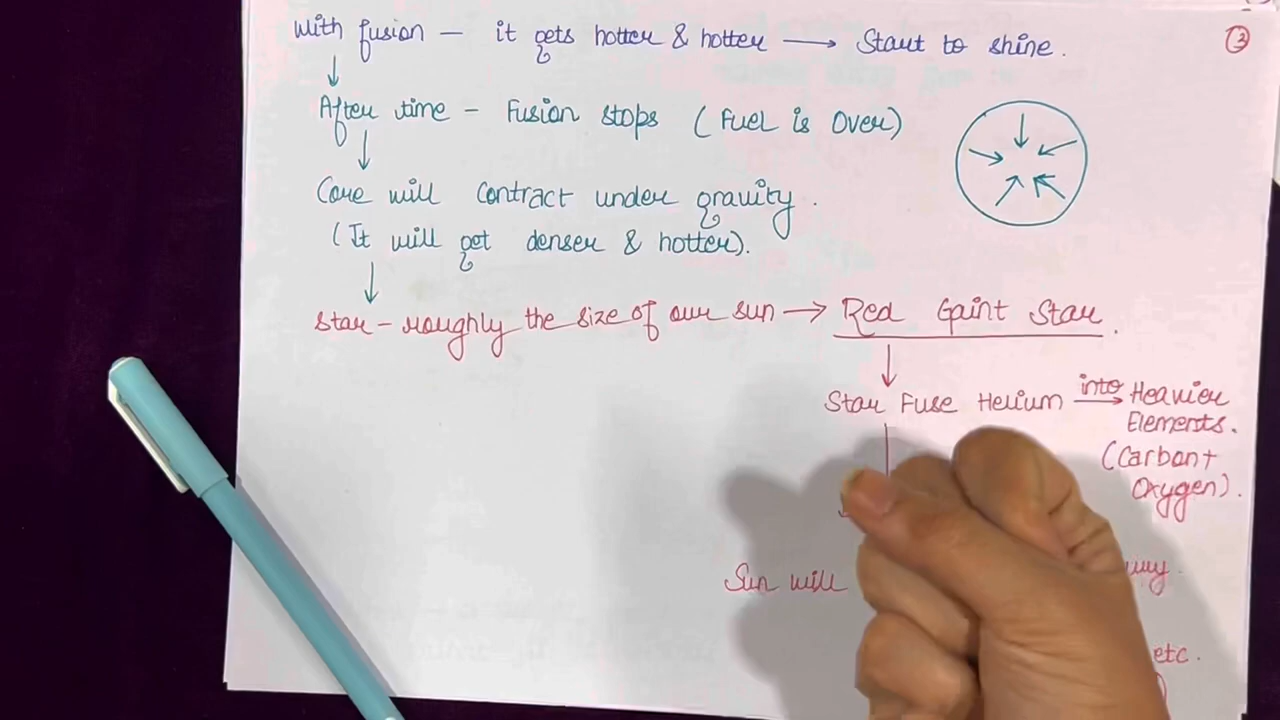 ③
With fusion — it gets hotter & hotter → Start to shine.
↓
After time - Fusion stops (Fuel is Over)
↓
Core will contract under gravity.
(It will get denser & hotter).
↓
Star - roughly the size of our sun → Red Gaint Star.
↓
Star Fuse Helium into → Heavier
Elements.
(Carbon+
Oxygen).
Sun will
etc.